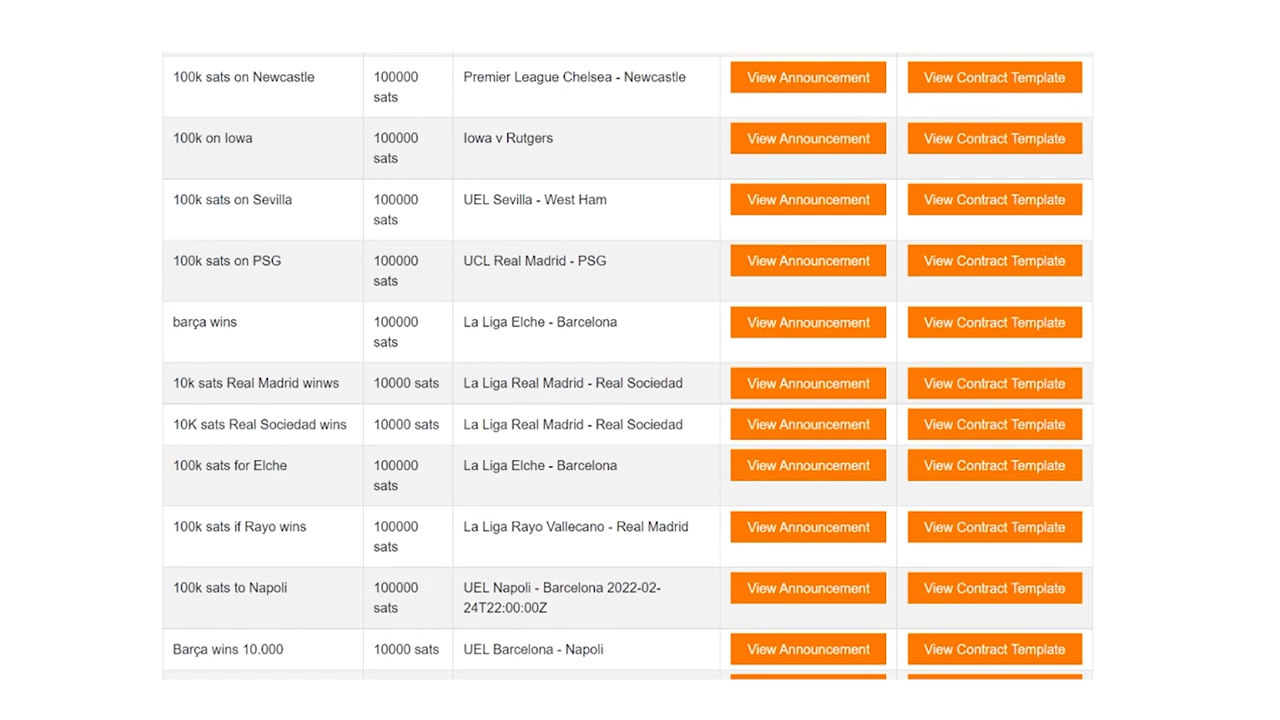 100k sats on Newcastle 100000 Premier League Chelsea - Newcastle View Announcement View Contract Template
sats
100k on Iowa 100000 Iowa v Rutgers View Announcement View Contract Template
sats
100k sats on Sevilla 100000 UEL Sevilla - West Ham View Announcement View Contract Template
sats
100k sats on PSG 100000 UCL Real Madrid - PSG View Announcement View Contract Template
sats
barça wins 100000 La Liga Elche - Barcelona View Announcement View Contract Template
sats
10k sats Real Madrid winws 10000 sats La Liga Real Madrid - Real Sociedad View Announcement View Contract Template
10K sats Real Sociedad wins 10000 sats La Liga Real Madrid - Real Sociedad View Announcement View Contract Template
100k sats for Elche 100000 La Liga Elche - Barcelona View Announcement View Contract Template
sats
100k sats if Rayo wins 100000 La Liga Rayo Vallecano - Real Madrid View Announcement View Contract Template
sats
100k sats to Napoli 100000 UEL Napoli - Barcelona 2022-02- View Announcement View Contract Template
sats 24T22:00:00Z
Barça wins 10.000 10000 sats UEL Barcelona - Napoli View Announcement View Contract Template